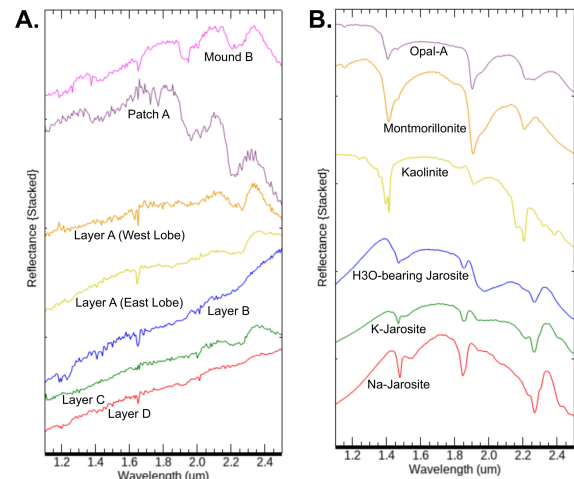 A.
Mound B
Patch A
Layer A (West Lobe)
Layer A (East Lobe)
Layer B
Layer C
Layer D
Reflectance {Stacked}
1.2 1.4 1.6 1.8 2.0 2.2 2.4
Wavelength (um)
B.
Opal-A
Montmorillonite
Kaolinite
H3O-bearing Jarosite
K-Jarosite
Na-Jarosite
Reflectance {Stacked}
1.2 1.4 1.6 1.8 2.0 2.2 2.4
Wavelength (um)